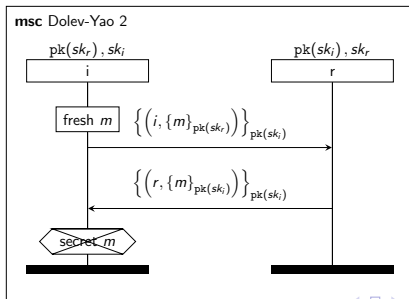 msc Dolev-Yao 2
pk(sk_r), sk_i
pk(sk_i), sk_r
i
r
fresh m
{(i, {m}_pk(sk_r))}_pk(sk_i)
{(r, {m}_pk(sk_i))}_pk(sk_i)
secret m